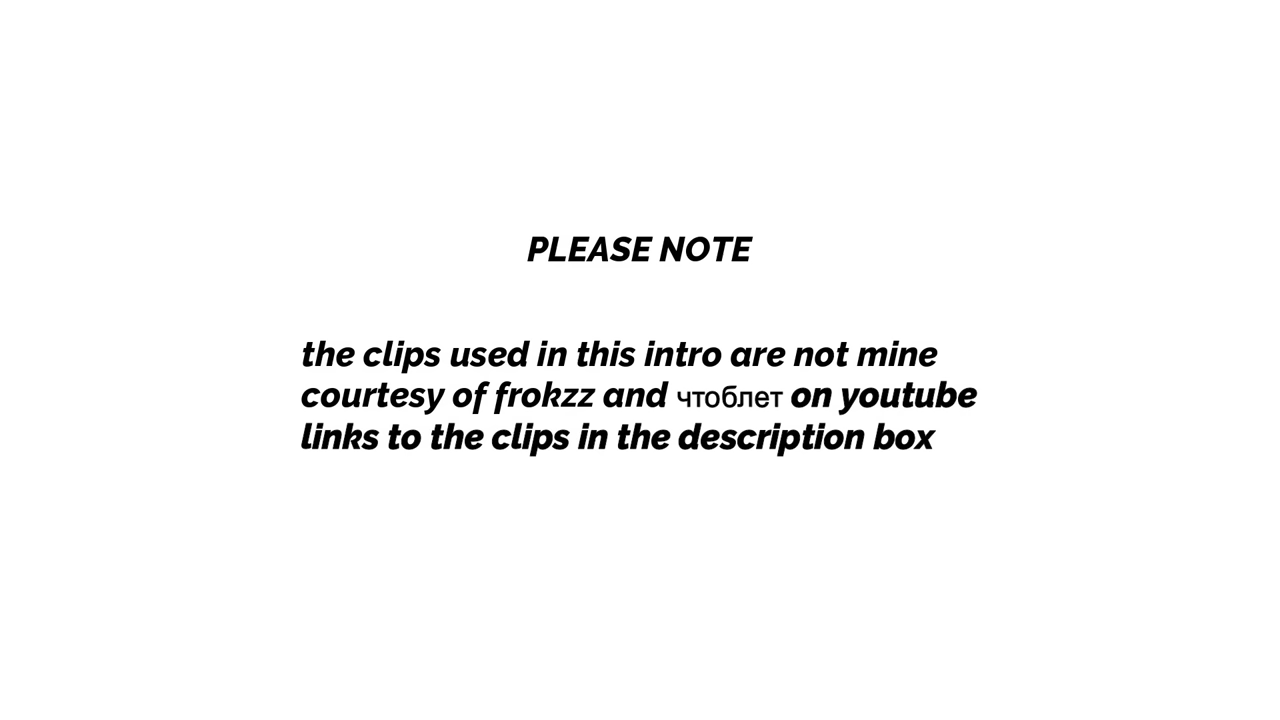 PLEASE NOTE
the clips used in this intro are not mine
courtesy of frokzz and чтоблет on youtube
links to the clips in the description box